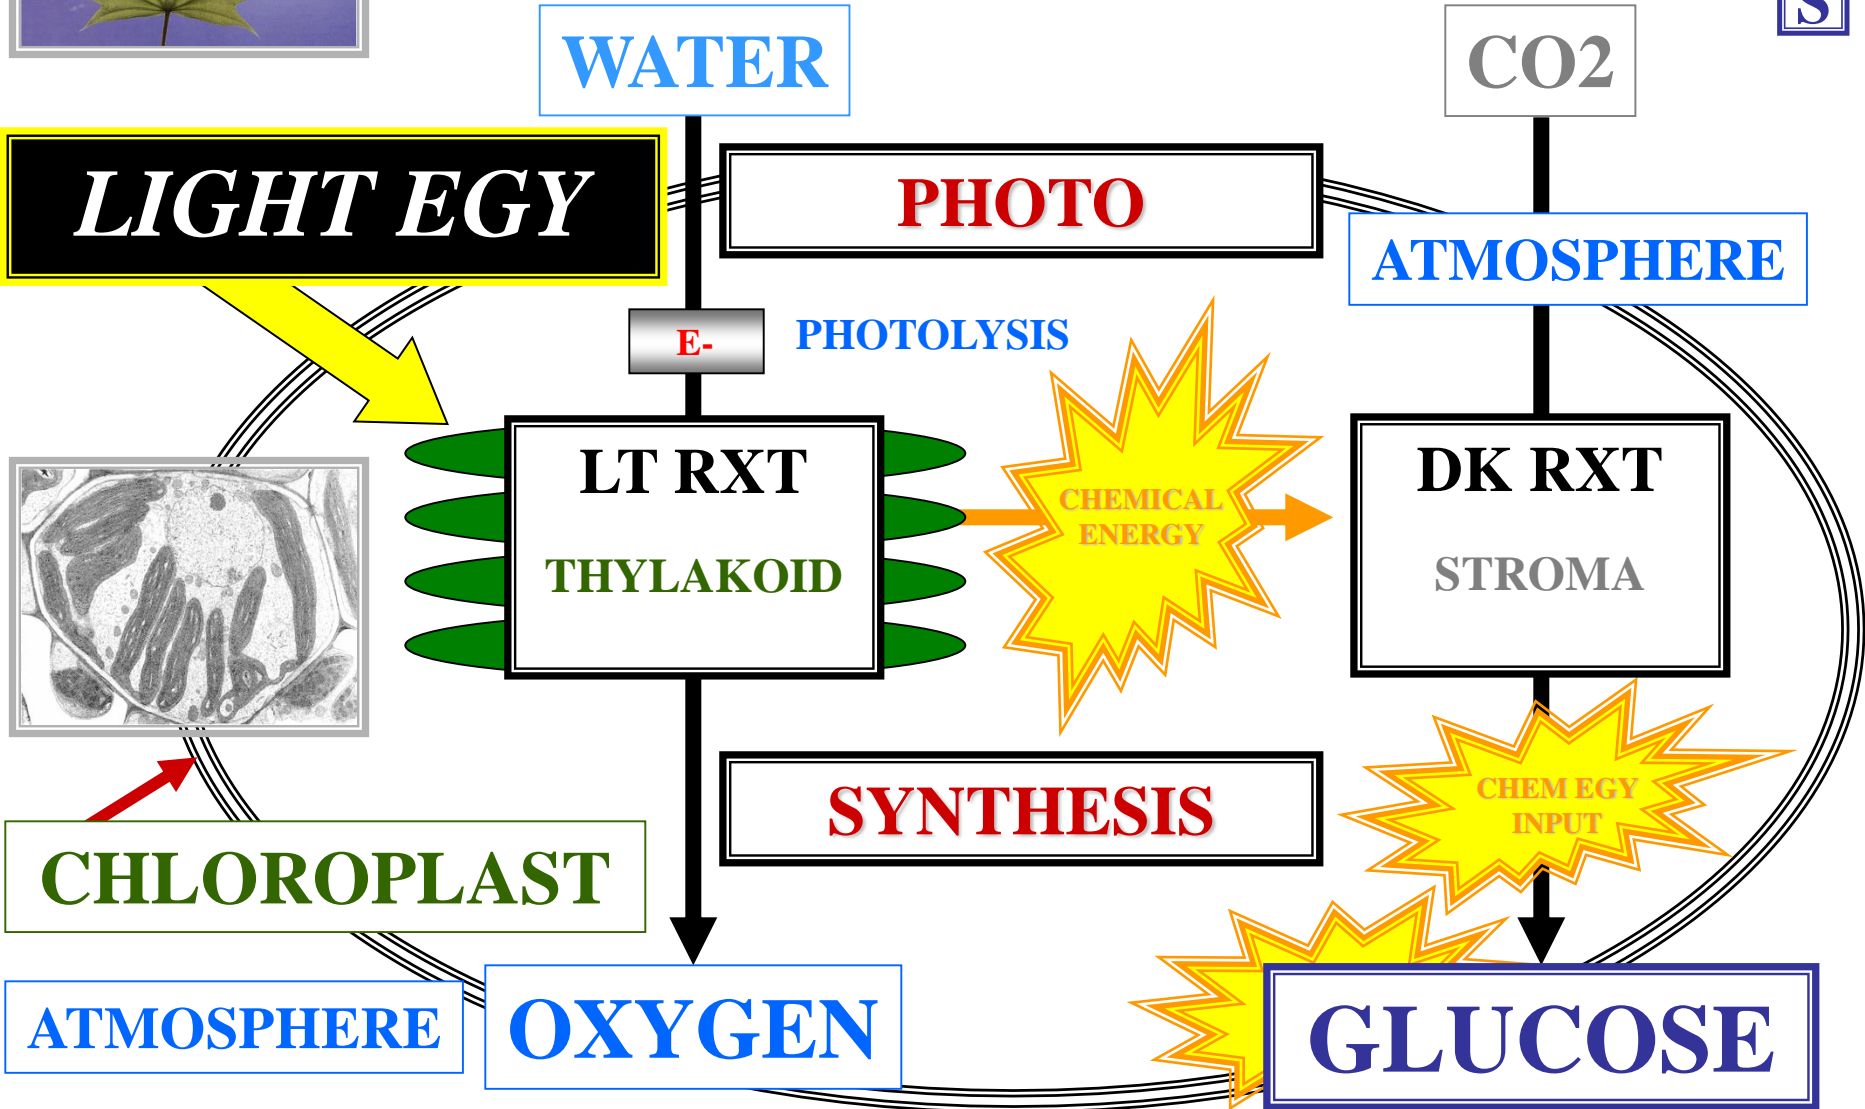 S
WATER
CO2
LIGHT EGY
PHOTO
ATMOSPHERE
E-
PHOTOLYSIS
LT RXT
THYLAKOID
CHEMICAL
ENERGY
DK RXT
STROMA
SYNTHESIS
CHEM EGY
INPUT
CHLOROPLAST
ATMOSPHERE
OXYGEN
GLUCOSE